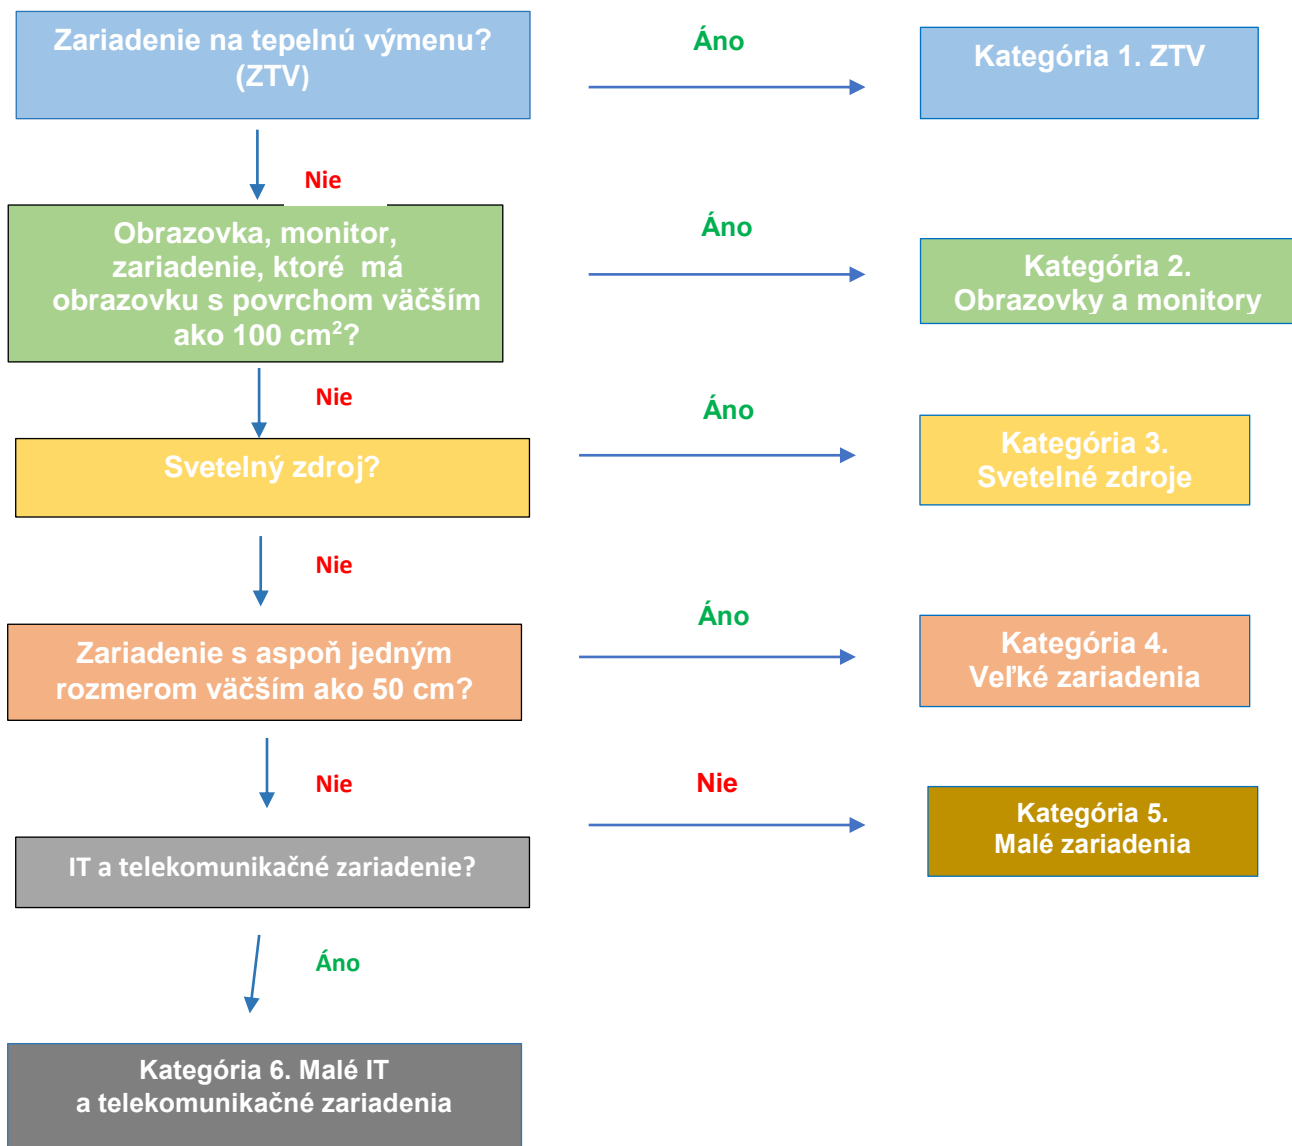 Zariadenie na tepelnú výmenu?
(ZTV)
Áno
Kategória 1. ZTV
Nie
Obrazovka, monitor,
zariadenie, ktoré má
obrazovku s povrchom väčším
ako 100 cm²?
Áno
Kategória 2.
Obrazovky a monitory
Nie
Svetelný zdroj?
Áno
Kategória 3.
Svetelné zdroje
Nie
Zariadenie s aspoň jedným
rozmerom väčším ako 50 cm?
Áno
Kategória 4.
Veľké zariadenia
Nie
IT a telekomunikačné zariadenie?
Nie
Kategória 5.
Malé zariadenia
Áno
Kategória 6. Malé IT
a telekomunikačné zariadenia